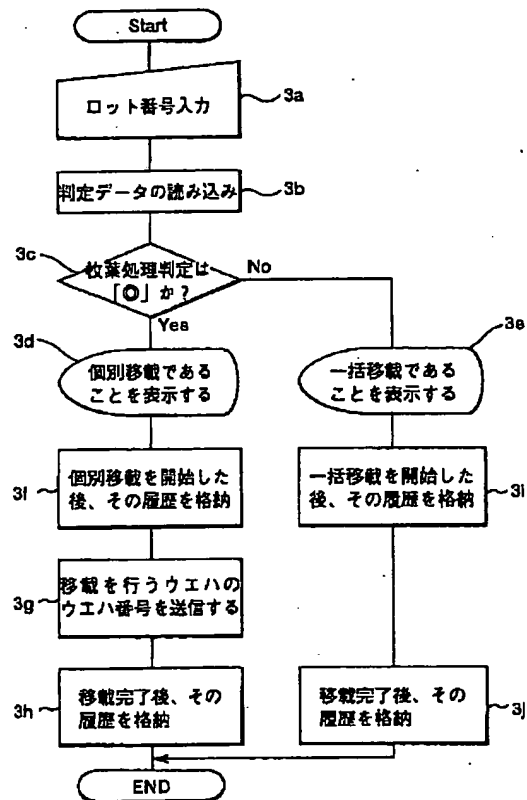 Start
ロット番号入力
3a
判定データの読み込み
3b
3c
枚葉処理判定は
「◎」か?
No
Yes
3d
個別移載である
ことを表示する
3e
一括移載である
ことを表示する
3f
個別移載を開始した
後、その履歴を格納
一括移載を開始した
後、その履歴を格納
3i
3g
移載を行うウエハの
ウエハ番号を送信する
3h
移載完了後、その
履歴を格納
移載完了後、その
履歴を格納
3j
END